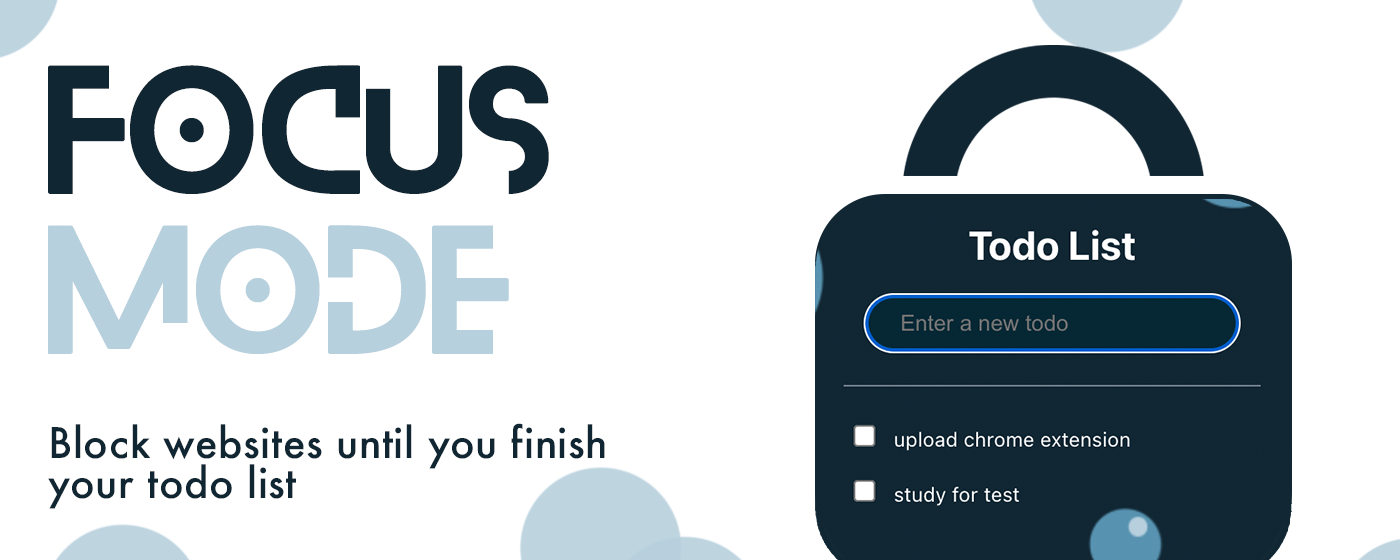 FOCUS
MODE
Block websites until you finish
your todo list
Todo List
Enter a new todo
upload chrome extension
study for test